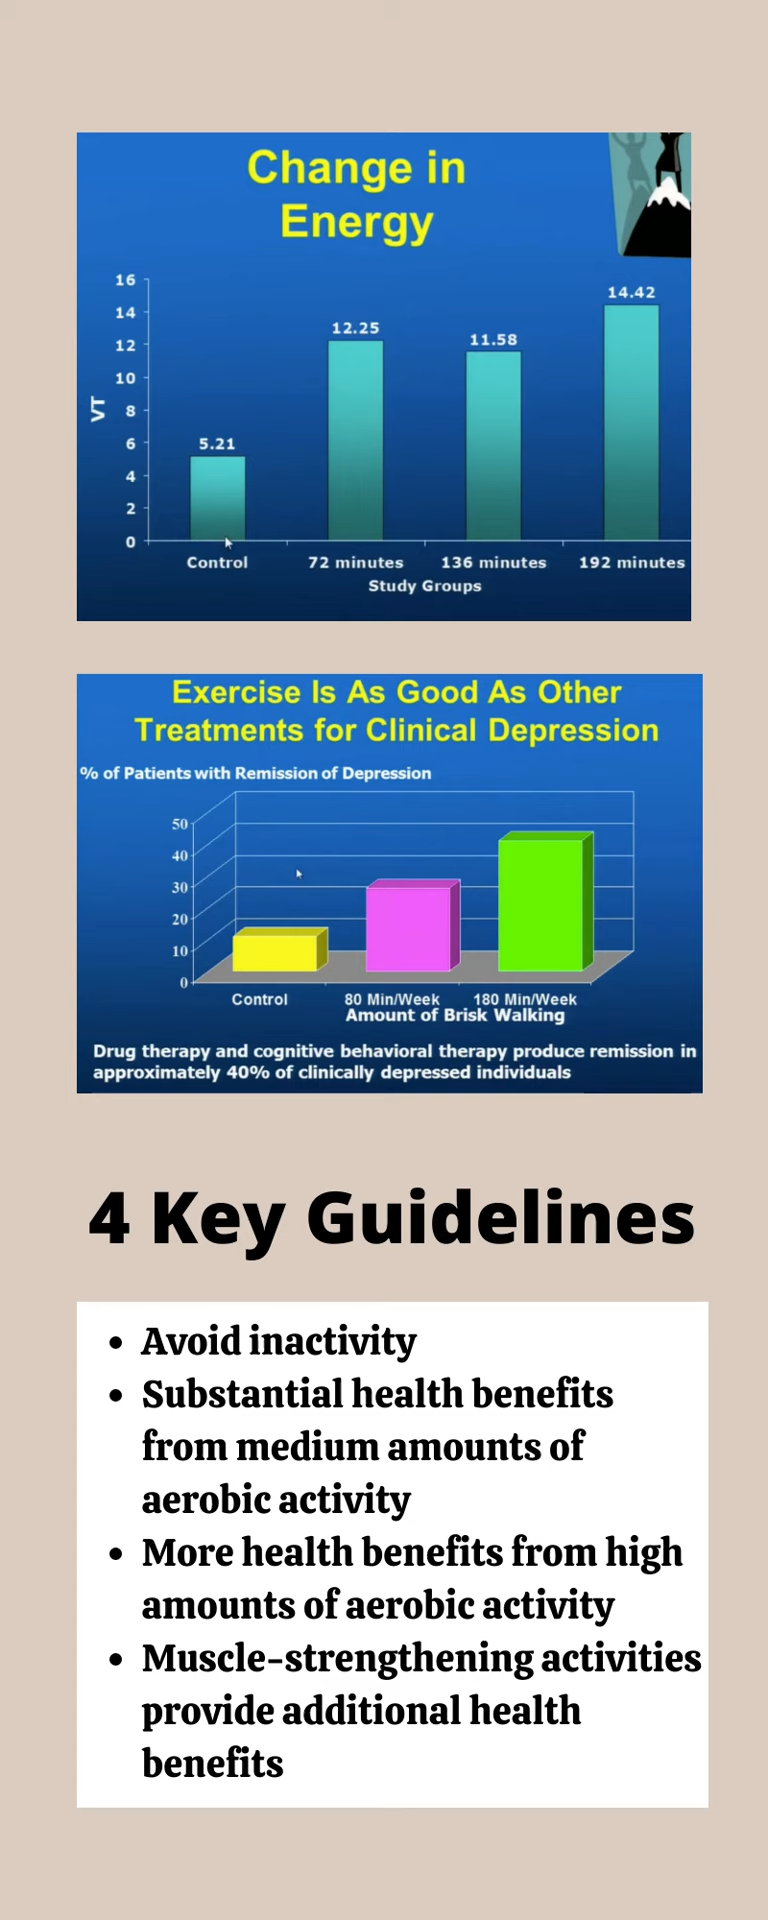 Change in
Energy
16
14
12
10
8
6
4
2
0
VT
5.21
12.25
11.58
14.42
Control
72 minutes
136 minutes
192 minutes
Study Groups
Exercise Is As Good As Other
Treatments for Clinical Depression
% of Patients with Remission of Depression
50
40
30
20
10
0
Control
80 Min/Week
180 Min/Week
Amount of Brisk Walking
Drug therapy and cognitive behavioral therapy produce remission in
approximately 40% of clinically depressed individuals
4 Key Guidelines
• Avoid inactivity
• Substantial health benefits
from medium amounts of
aerobic activity
• More health benefits from high
amounts of aerobic activity
• Muscle-strengthening activities
provide additional health
benefits